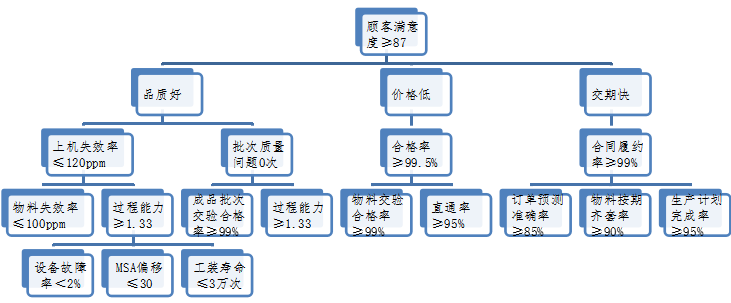 顾客满意
度≥87
品质好
价格低
交期快
上机失效率
≤120ppm
批次质量
问题0次
合格率
≥99.5%
合同履约
率≥99%
物料失效率
≤100ppm
过程能力
≥1.33
成品批次
交验合格
率≥99%
过程能力
≥1.33
物料交验
合格率
≥99%
直通率
≥95%
订单预测
准确率
≥85%
物料按期
齐套率
≥90%
生产计划
完成率
≥95%
设备故障
率<2%
MSA偏移
≤30
工装寿命
≤3万次